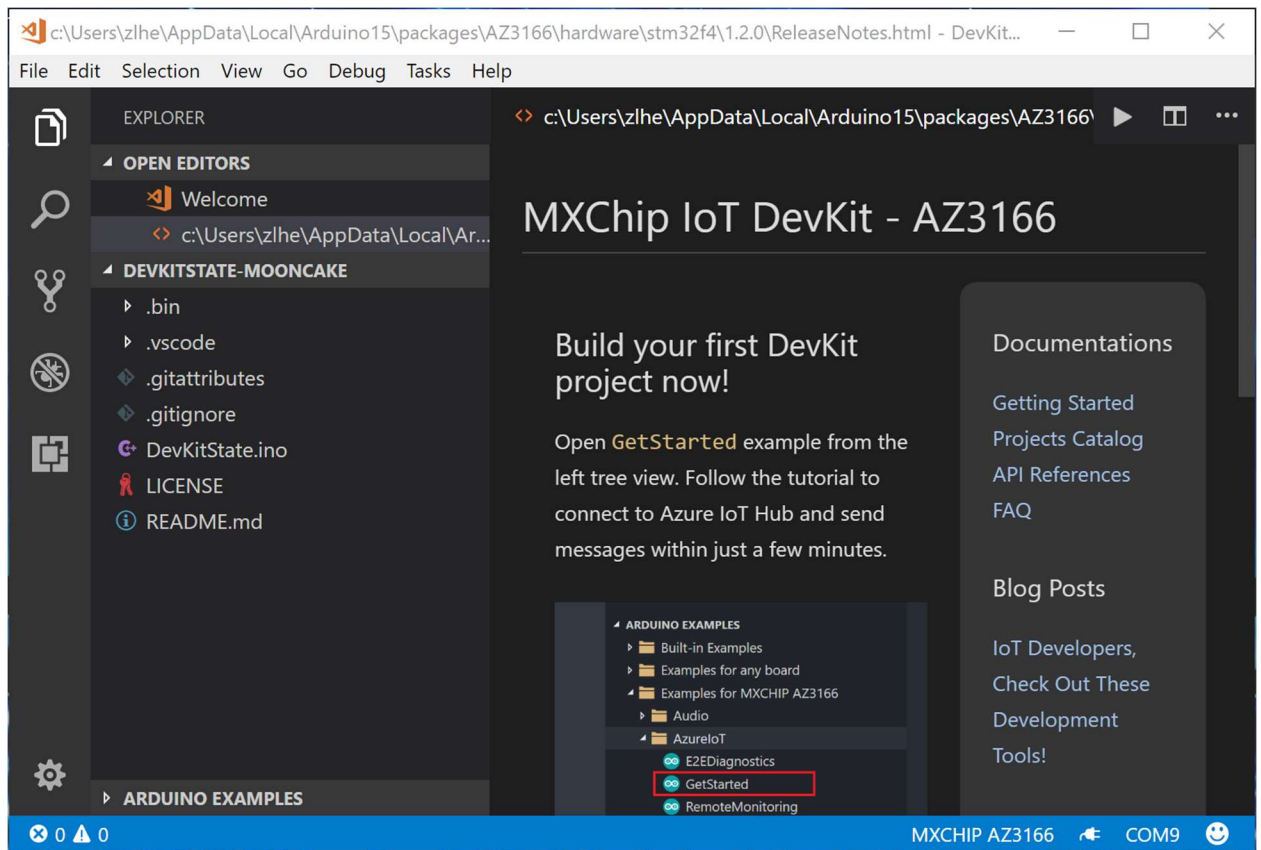 c:\Users\zlhe\AppData\Local\Arduino15\packages\AZ3166\hardware\stm32f4\1.2.0\ReleaseNotes.html - DevKit...
File Edit Selection View Go Debug Tasks Help
EXPLORER
OPEN EDITORS
Welcome
c:\Users\zlhe\AppData\Local\Ar...
DEVKITSTATE-MOONCAKE
.bin
.vscode
.gitattributes
.gitignore
DevKitState.ino
LICENSE
README.md
ARDUINO EXAMPLES
c:\Users\zlhe\AppData\Local\Arduino15\packages\AZ3166\
MXChip IoT DevKit - AZ3166
Build your first DevKit
project now!
Open GetStarted example from the
left tree view. Follow the tutorial to
connect to Azure IoT Hub and send
messages within just a few minutes.
ARDUINO EXAMPLES
Built-in Examples
Examples for any board
Examples for MXCHIP AZ3166
Audio
AzureIoT
E2EDiagnostics
GetStarted
RemoteMonitoring
Documentations
Getting Started
Projects Catalog
API References
FAQ
Blog Posts
IoT Developers,
Check Out These
Development
Tools!
0 0
MXCHIP AZ3166 COM9